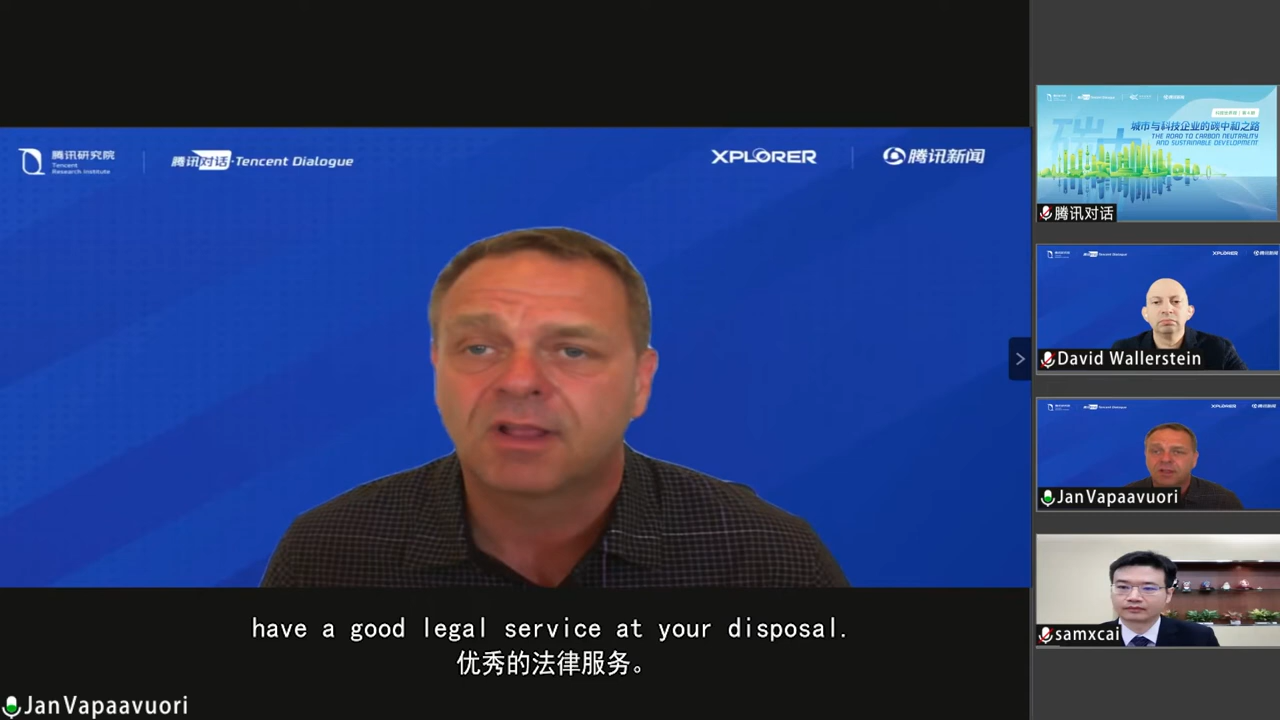 腾讯研究院
Tencent
Research Institute
腾讯对话·Tencent Dialogue
XPLORER
腾讯新闻
have a good legal service at your disposal.
优秀的法律服务。
JanVapaavuori
城市与科技企业的碳中和之路
THE ROAD TO CARBON NEUTRALITY
AND SUSTAINABLE DEVELOPMENT
腾讯对话
XPLORER
David Wallerstein
XPLORER
JanVapaavuori
samxcai